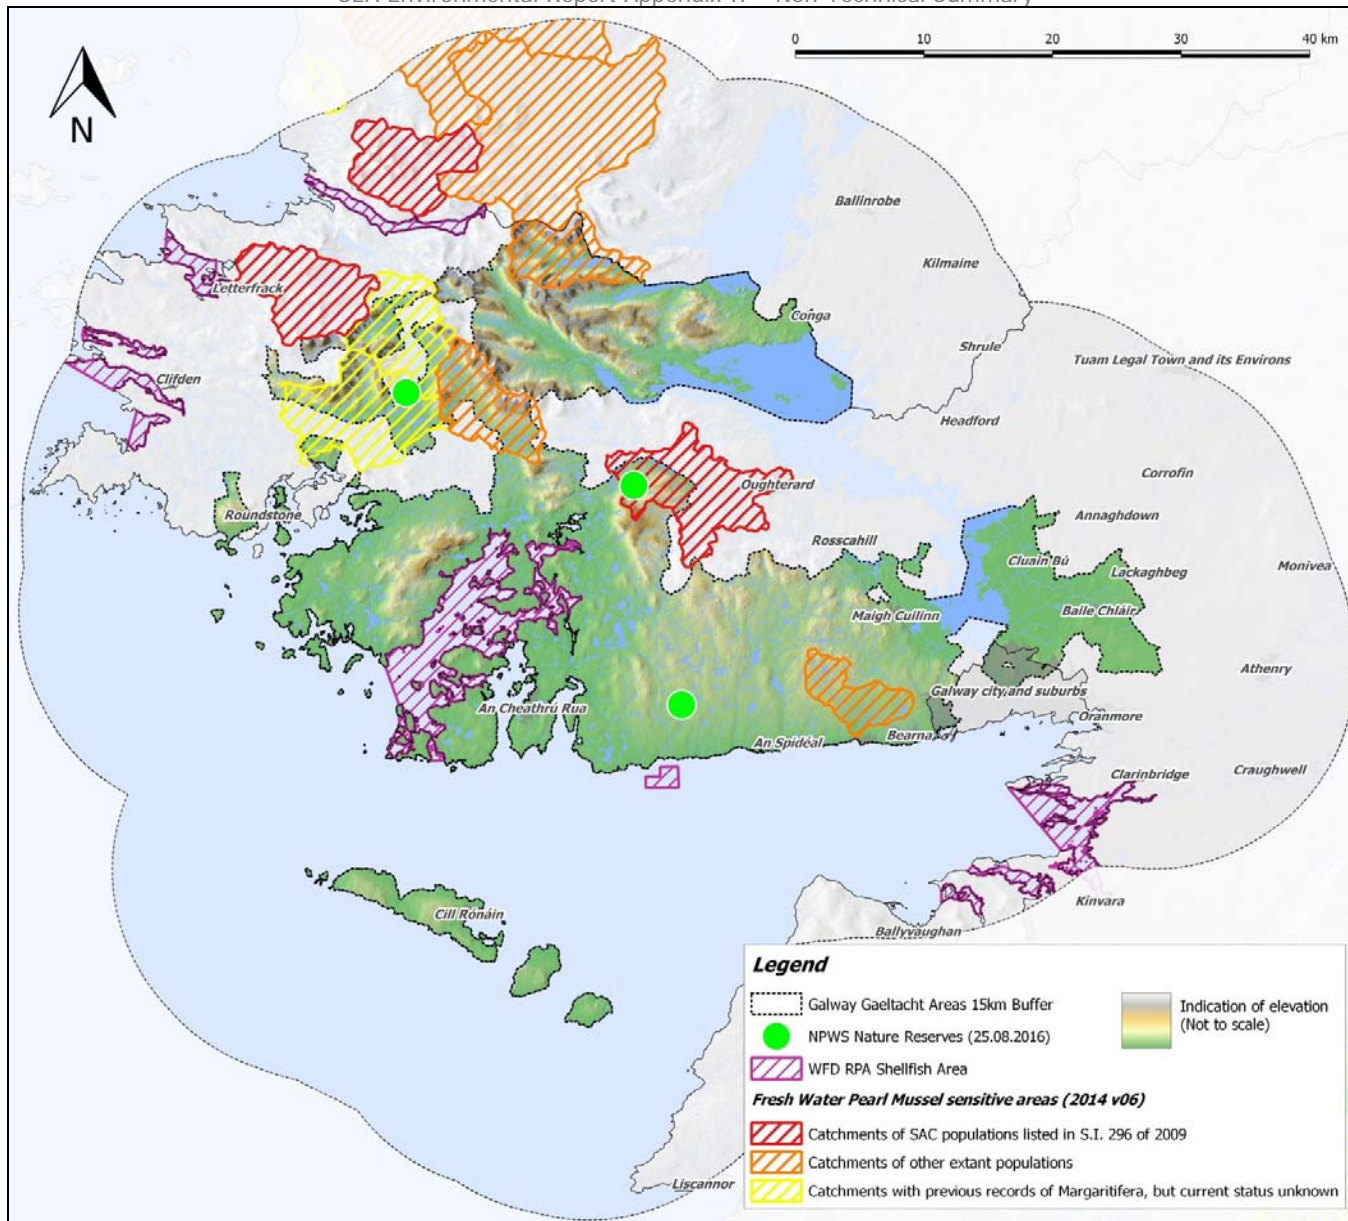 N
0 10 20 30 40 km
Ballinrobe
Kilmaine
Letterfrack
Conga
Shrule
Tuam Legal Town and its Environs
Clifden
Headford
Corrofin
Oughterard
Roundstone
Annaghdown
Rosscahill
Cluain Bú
Lackaghbeg
Monivea
Maigh Cuilinn
Baile Chláir
Athenry
Galway city and suburbs
An Cheathrú Rua
Oranmore
An Spidéal
Bearna
Clarinbridge
Craughwell
Kinvara
Cill Rónáin
Ballyvaughan
Liscannor
Legend
Galway Gaeltacht Areas 15km Buffer
Indication of elevation
(Not to scale)
NPWS Nature Reserves (25.08.2016)
WFD RPA Shellfish Area
Fresh Water Pearl Mussel sensitive areas (2014 v06)
Catchments of SAC populations listed in S.I. 296 of 2009
Catchments of other extant populations
Catchments with previous records of Margaritifera, but current status unknown